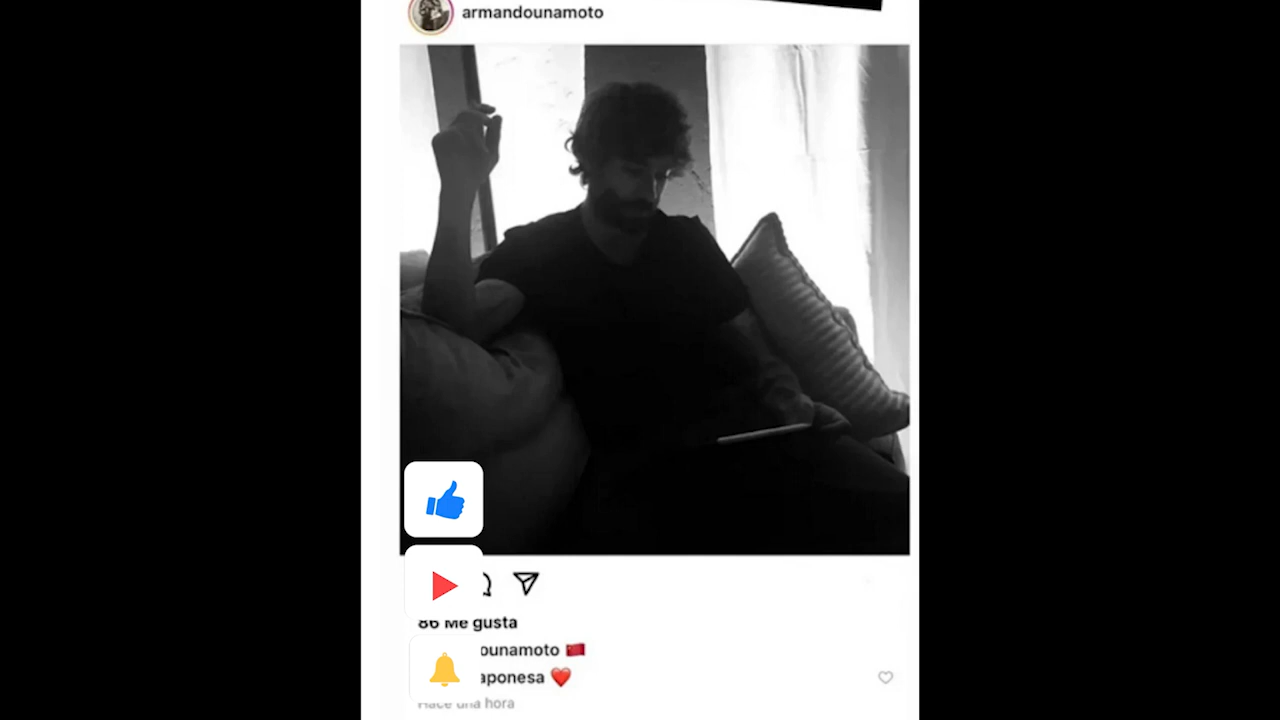 armandounamoto
86 Me gusta
ounamoto 🇨🇳
aponesa ❤️
Hace una hora